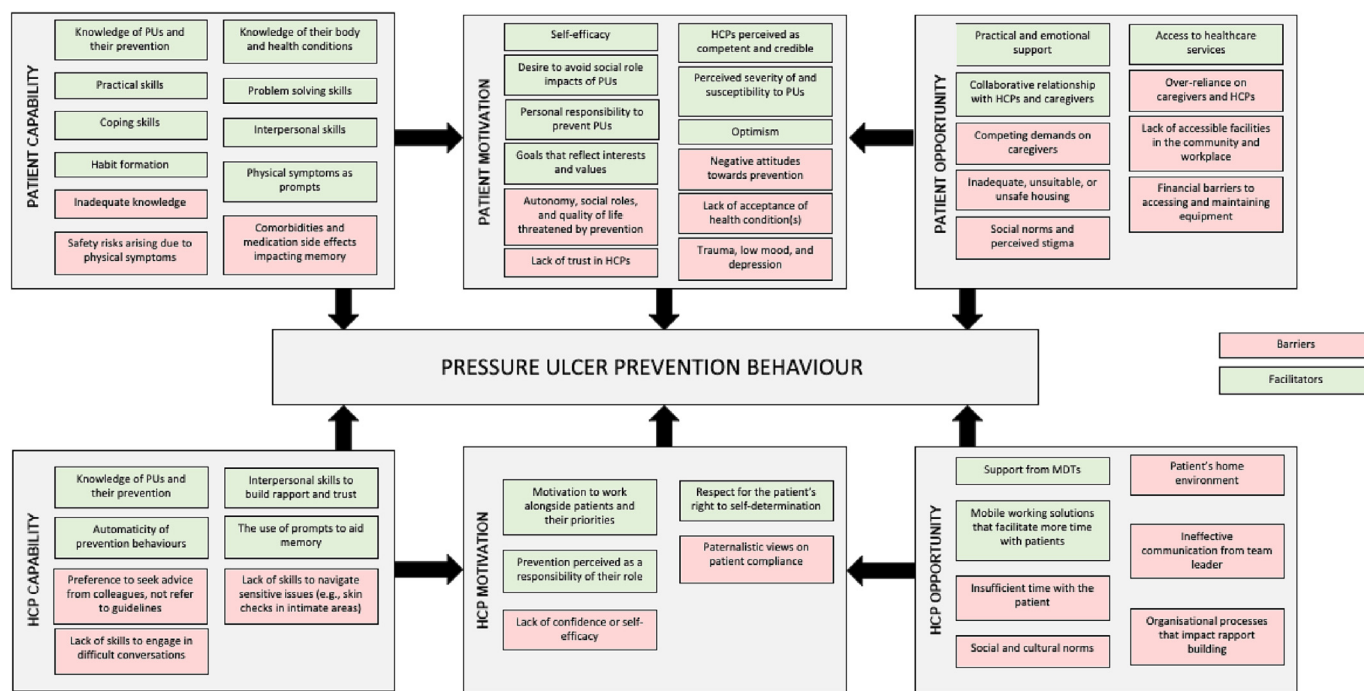 PATIENT CAPABILITY
Knowledge of PUs and
their prevention
Practical skills
Coping skills
Habit formation
Inadequate knowledge
Safety risks arising due to
physical symptoms
Knowledge of their body
and health conditions
Problem solving skills
Interpersonal skills
Physical symptoms as
prompts
Comorbidities and
medication side effects
impacting memory
PATIENT MOTIVATION
Self-efficacy
Desire to avoid social role
impacts of PUs
Personal responsibility to
prevent PUs
Goals that reflect interests
and values
Autonomy, social roles,
and quality of life
threatened by prevention
Lack of trust in HCPs
HCPs perceived as
competent and credible
Perceived severity of and
susceptibility to PUs
Optimism
Negative attitudes
towards prevention
Lack of acceptance of
health condition(s)
Trauma, low mood, and
depression
PATIENT OPPORTUNITY
Practical and emotional
support
Collaborative relationship
with HCPs and caregivers
Competing demands on
caregivers
Inadequate, unsuitable, or
unsafe housing
Social norms and
perceived stigma
Access to healthcare
services
Over-reliance on
caregivers and HCPs
Lack of accessible facilities
in the community and
workplace
Financial barriers to
accessing and maintaining
equipment
PRESSURE ULCER PREVENTION BEHAVIOUR
Barriers
Facilitators
HCP CAPABILITY
Knowledge of PUs and
their prevention
Automaticity of
prevention behaviours
Preference to seek advice
from colleagues, not refer
to guidelines
Lack of skills to engage in
difficult conversations
Interpersonal skills to
build rapport and trust
The use of prompts to aid
memory
Lack of skills to navigate
sensitive issues (e.g., skin
checks in intimate areas)
HCP MOTIVATION
Motivation to work
alongside patients and
their priorities
Prevention perceived as a
responsibility of their role
Lack of confidence or self-
efficacy
Respect for the patient's
right to self-determination
Paternalistic views on
patient compliance
HCP OPPORTUNITY
Support from MDTs
Mobile working solutions
that facilitate more time
with patients
Insufficient time with the
patient
Social and cultural norms
Patient's home
environment
Ineffective
communication from team
leader
Organisational processes
that impact rapport
building